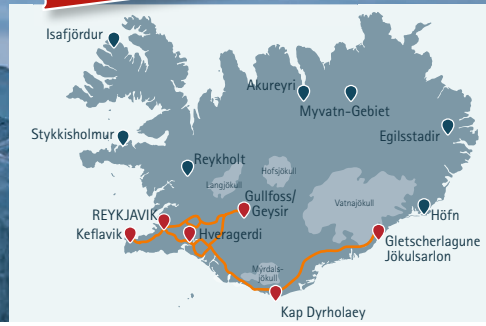 Isafjördur
Akureyri
Myvatn-Gebiet
Stykkisholmur
Egilsstadir
Reykholt
Langjökull
Hofsjökull
Vatnajökull
Gullfoss/
Geysir
REYKJAVIK
Keflavik
Hveragerdi
Höfn
Gletscherlagune
Jökulsarlon
Myrdals-
jökull
Kap Dyrholaey